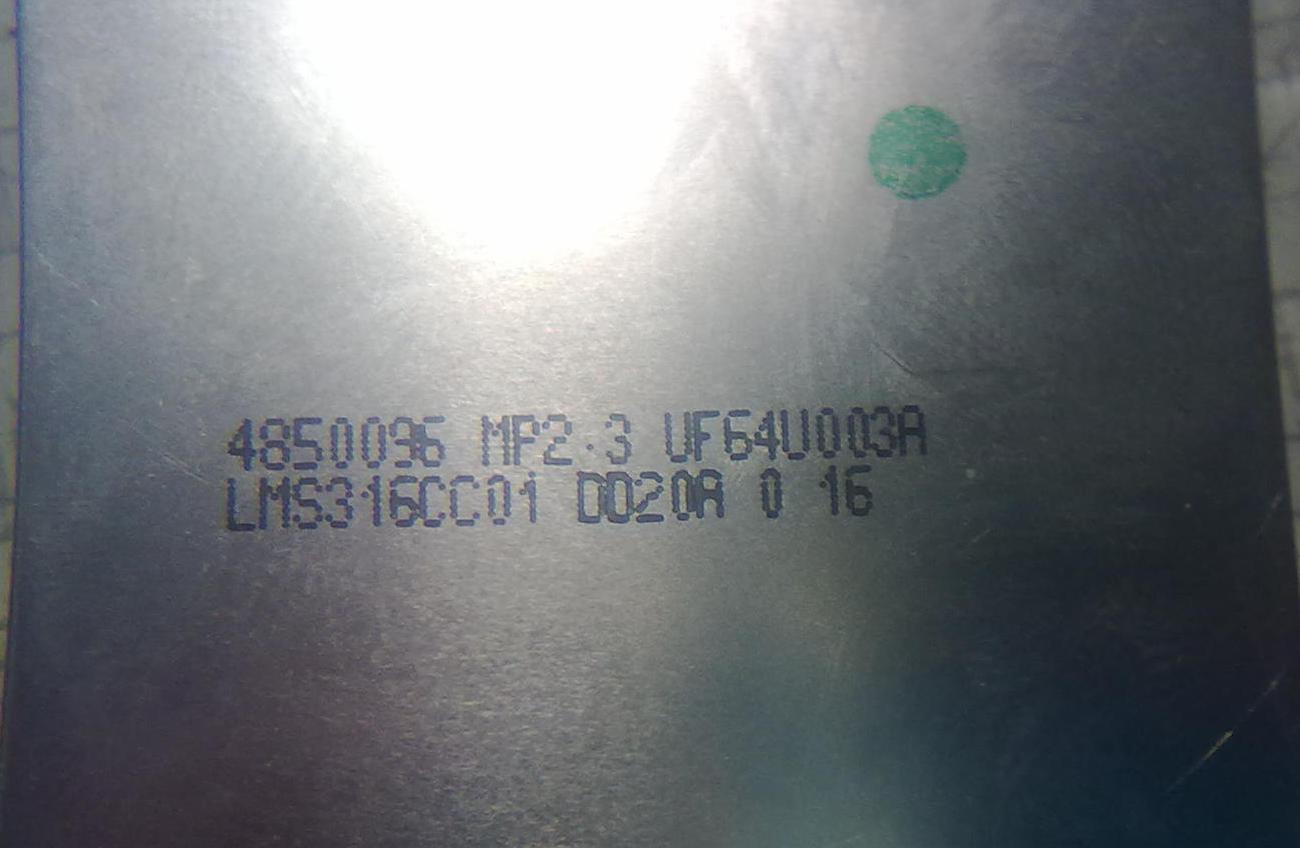 4850096 MP2.3 UF64U003A
LMS316CC01 D020A 0 16